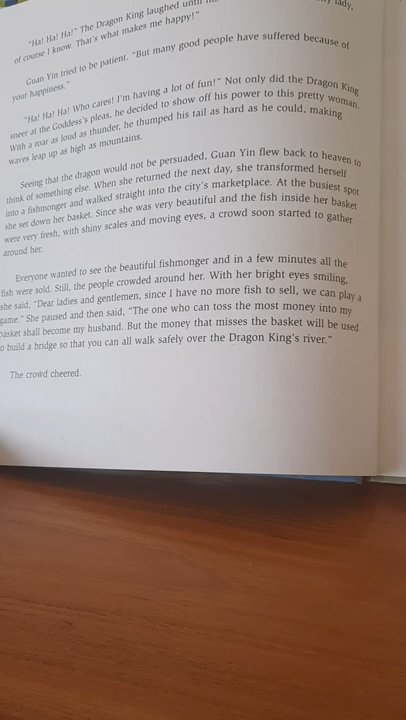 "Ha! Ha! Ha!" The Dragon King laughed until lady,
of course I know. That's what makes me happy!"
Guan Yin tried to be patient. "But many good people have suffered because of
your happiness."
"Ha! Ha! Ha! Who cares! I'm having a lot of fun!" Not only did the Dragon King
sneer at the Goddess's pleas, he decided to show off his power to this pretty woman.
With a roar as loud as thunder, he thumped his tail as hard as he could, making
waves leap up as high as mountains.
Seeing that the dragon would not be persuaded, Guan Yin flew back to heaven to
think of something else. When she returned the next day, she transformed herself
into a fishmonger and walked straight into the city's marketplace. At the busiest spot
she set down her basket. Since she was very beautiful and the fish inside her basket
were very fresh, with shiny scales and moving eyes, a crowd soon started to gather
around her.
Everyone wanted to see the beautiful fishmonger and in a few minutes all the
fish were sold. Still, the people crowded around her. With her bright eyes smiling,
she said, "Dear ladies and gentlemen, since I have no more fish to sell, we can play a
game." She paused and then said, "The one who can toss the most money into my
basket shall become my husband. But the money that misses the basket will be used
o build a bridge so that you can all walk safely over the Dragon King's river."
The crowd cheered.